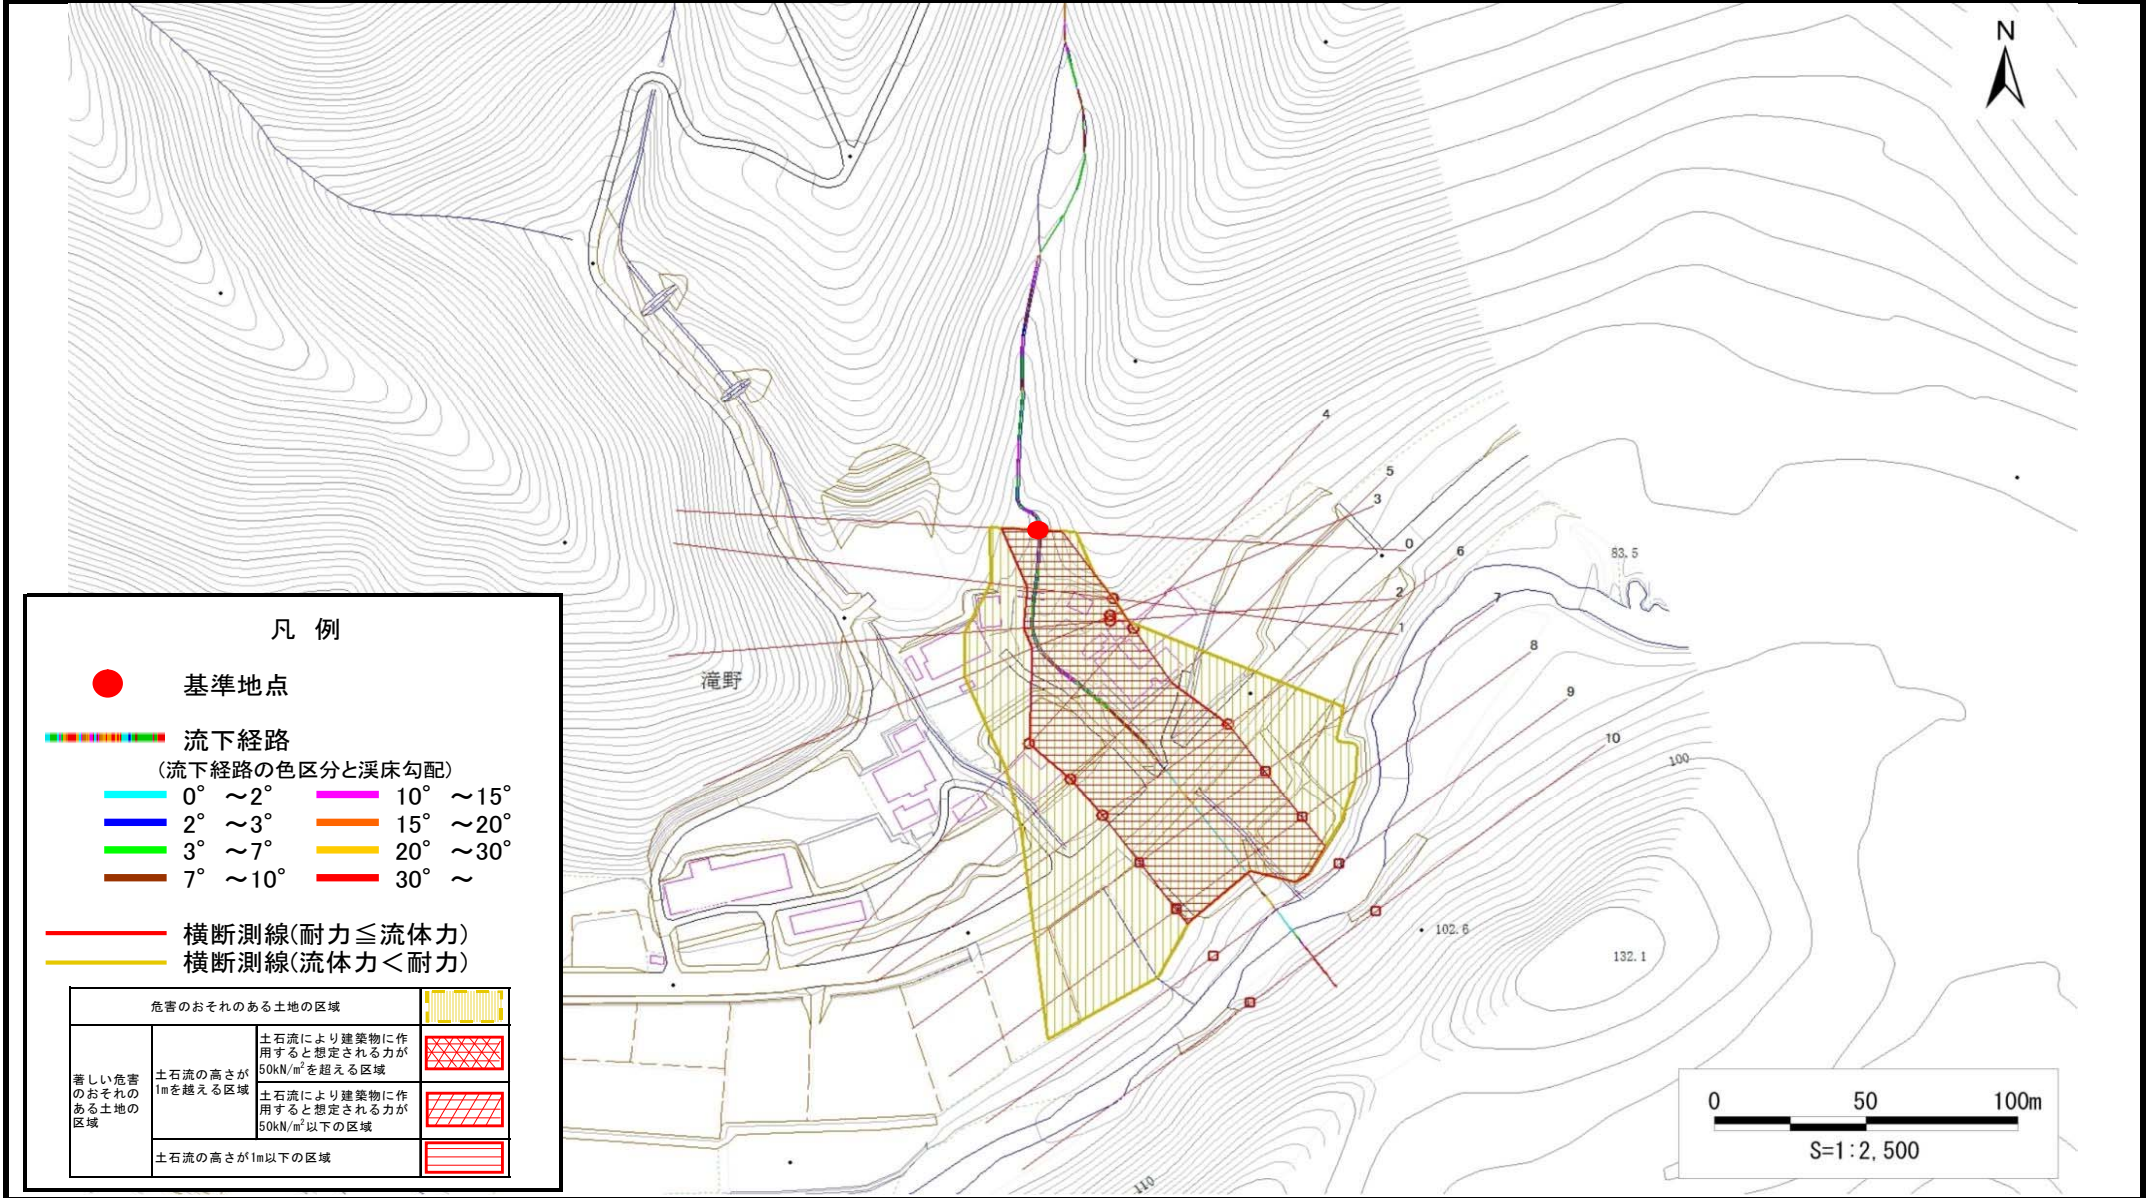 N
4
5
3
0
6
2
7
1
8
9
10
83.5
滝野
100
102.6
132.1
110
凡 例
基準地点
流下経路
(流下経路の色区分と渓床勾配)
0° ～2° 10° ～15°
2° ～3° 15° ～20°
3° ～7° 20° ～30°
7° ～10° 30° ～
横断測線(耐力≦流体力)
横断測線(流体力＜耐力)
危害のおそれのある土地の区域
著しい危害
のおそれの
ある土地の
区域
土石流の高さが
1mを越える区域
土石流により建築物に作
用すると想定される力が
50kN/m²を超える区域
土石流により建築物に作
用すると想定される力が
50kN/m²以下の区域
土石流の高さが1m以下の区域
0 50 100m
S=1:2,500